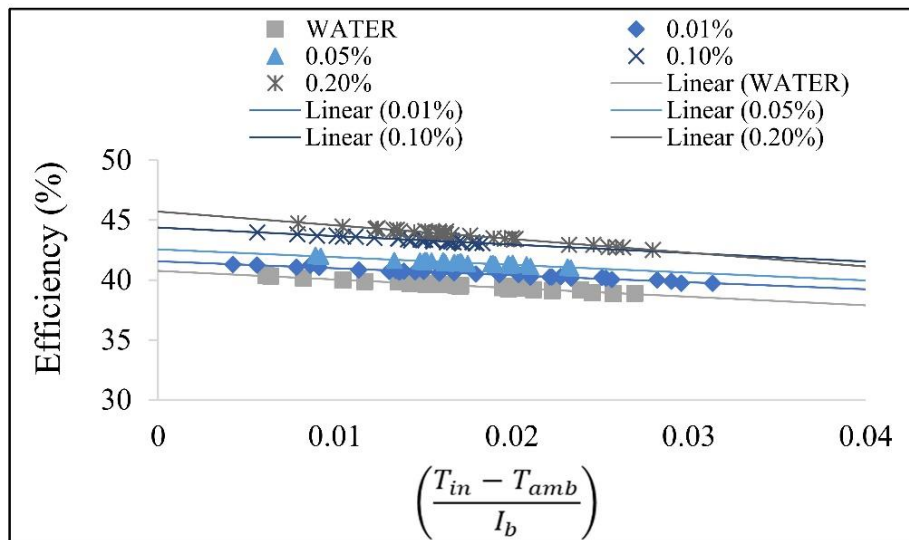 WATER 0.01%
0.05% 0.10%
0.20% Linear (WATER)
Linear (0.01%) Linear (0.05%)
Linear (0.10%) Linear (0.20%)
50
45
40
35
30
Efficiency (%)
0 0.01 0.02 0.03 0.04
(T_in − T_amb / I_b)